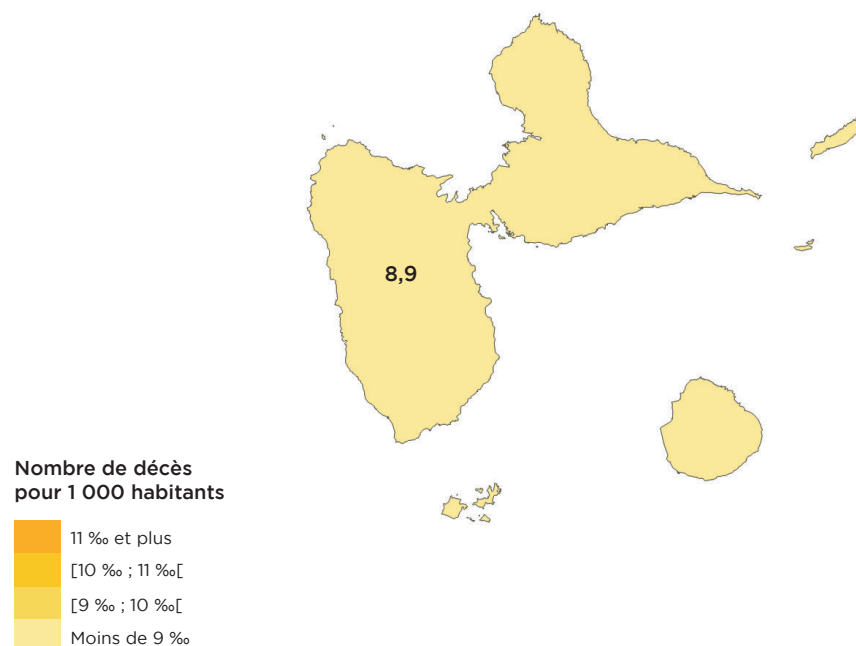 8,9
Nombre de décès
pour 1 000 habitants
11 ‰ et plus
[10 ‰ ; 11 ‰[
[9 ‰ ; 10 ‰[
Moins de 9 ‰